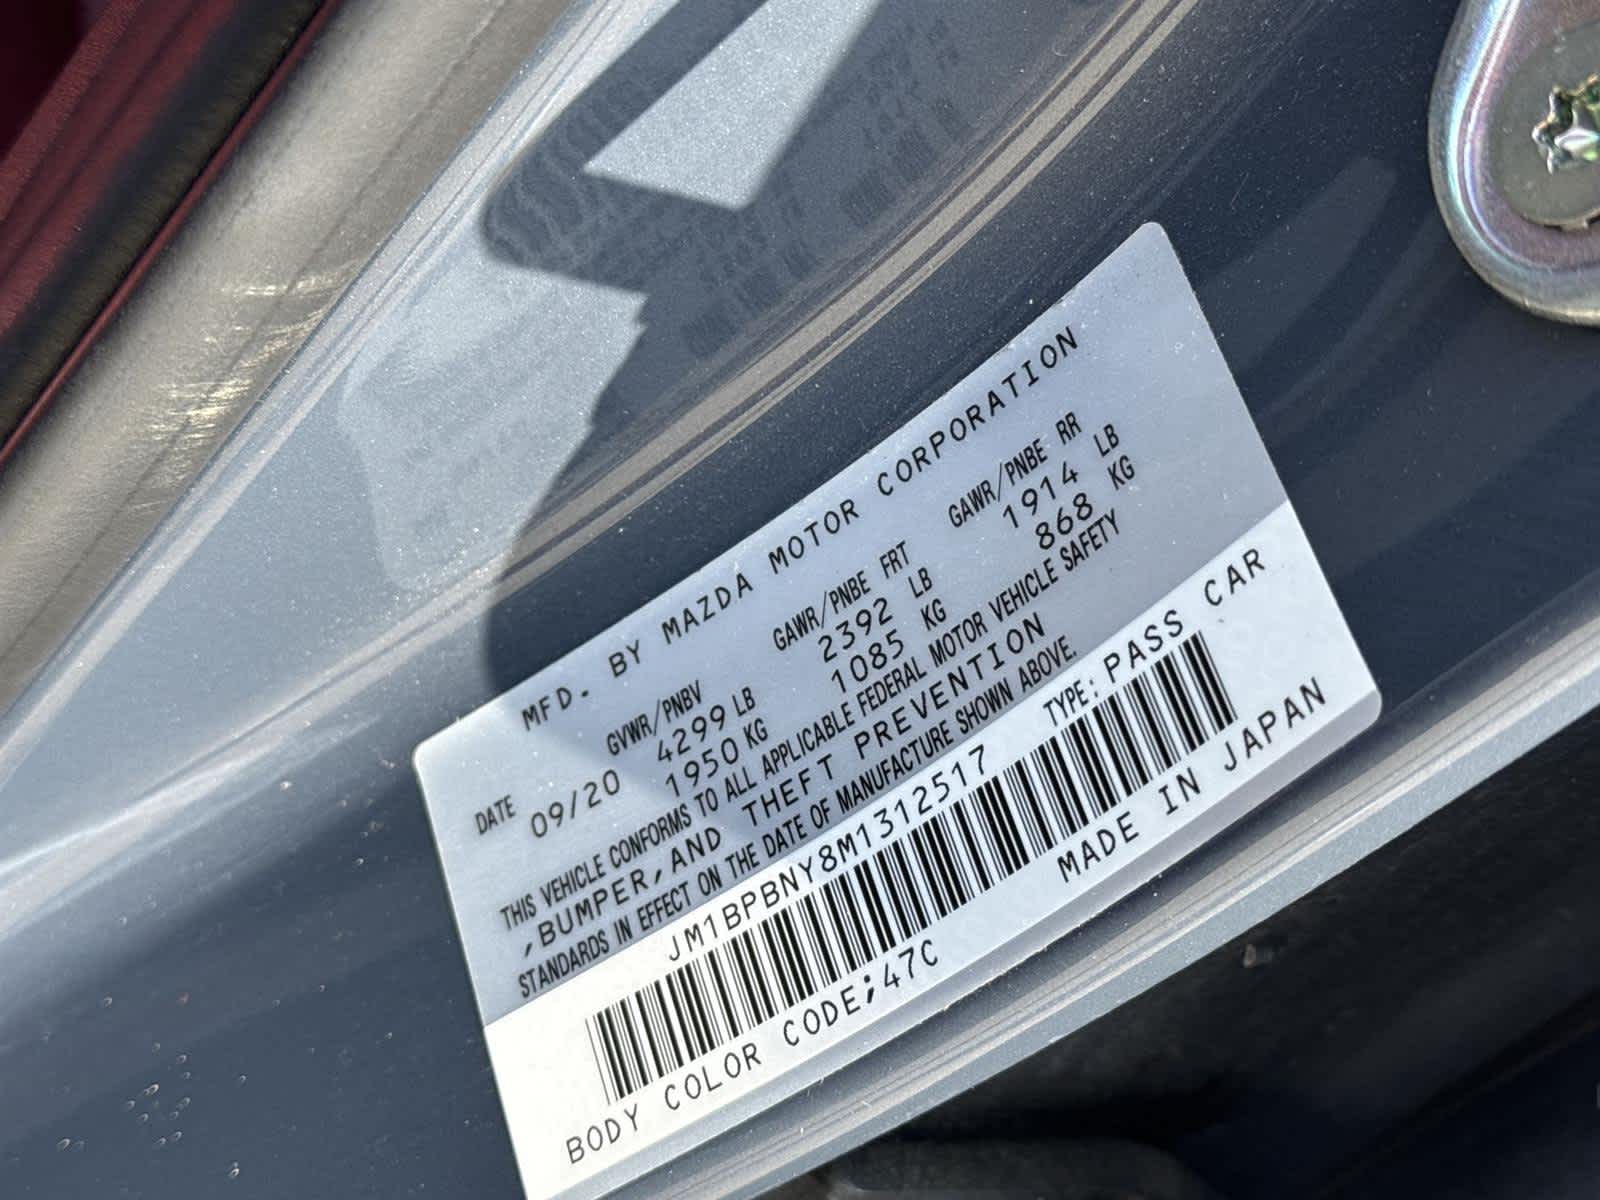 MFD. BY MAZDA MOTOR CORPORATION
GVWR/PNBV GAWR/PNBE FRT GAWR/PNBE RR
DATE 09/20 4299 LB 2392 LB 1914 LB
1950 KG 1085 KG 868 KG
THIS VEHICLE CONFORMS TO ALL APPLICABLE FEDERAL MOTOR VEHICLE SAFETY
,BUMPER,AND THEFT PREVENTION
STANDARDS IN EFFECT ON THE DATE OF MANUFACTURE SHOWN ABOVE.
JM1BPBNY8M1312517 TYPE: PASS CAR
BODY COLOR CODE;47C MADE IN JAPAN